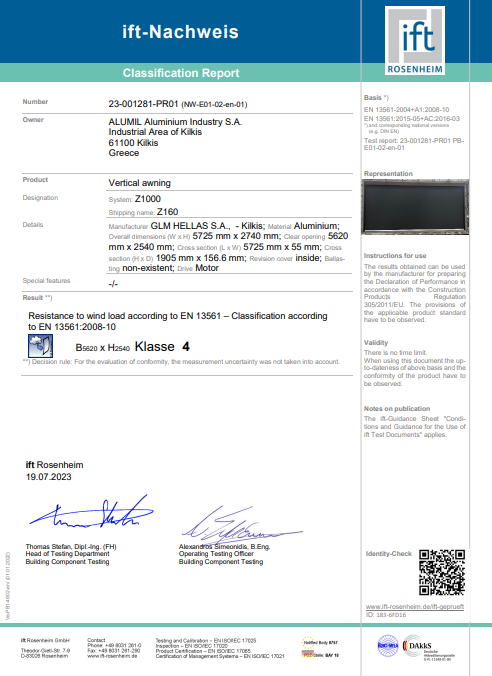 ift-Nachweis
ift
ROSENHEIM
Classification Report
Number
23-001281-PR01 (NW-E01-02-en-01)
Owner
ALUMIL Aluminium Industry S.A.
Industrial Area of Kilkis
61100 Kilkis
Greece
Product
Vertical awning
Designation
System: Z1000
Shipping name: Z160
Details
Manufacturer GLM HELLAS S.A., - Kilkis; Material Aluminium;
Overall dimensions (W x H) 5725 mm x 2740 mm; Clear opening 5620
mm x 2540 mm; Cross section (L x W) 5725 mm x 55 mm; Cross
section (H x D) 1905 mm x 156.6 mm; Revision cover inside; Ballas-
ting non-existent; Drive Motor
Special features
-/-
Result **)
Resistance to wind load according to EN 13561 – Classification according
to EN 13561:2008-10
B5620 x H2540 Klasse 4
**) Decision rule: For the evaluation of conformity, the measurement uncertainty was not taken into account.
ift Rosenheim
19.07.2023
Thomas Stefan, Dipl.-Ing. (FH)
Head of Testing Department
Building Component Testing
Alexandros Simeonidis, B.Eng.
Operating Testing Officer
Building Component Testing
Basis *)
EN 13561-2004+A1:2008-10
EN 13561:2015-05+AC:2016-03
*) and corresponding national versions
(e.g. DIN EN)
Test report: 23-001281-PR01 PB-
E01-02-en-01
Representation
Instructions for use
The results obtained can be
used by the manufacturer for preparing
the Declaration of Performance in
accordance with the Construction
Products Regulation
305/2011/EU. The provisions of
the applicable product standard
have to be observed.
Validity
There is no time limit.
When using this document the up-
to-dateness of above basis and the
conformity of the product have to
be observed.
Notes on publication
The ift-Guidance Sheet "Condi-
tions and Guidance for the Use of
ift Test Documents" applies.
Identity-Check
www.ift-rosenheim.de/ift-geprueft
ID: 183-6FD16
ift Rosenheim GmbH
Theodor-Gietl-Str. 7-9
D-83026 Rosenheim
Contact
Phone +49 8031 261-0
Fax +49 8031 261-290
www.ift-rosenheim.de
Testing and Calibration – EN ISO/IEC 17025
Inspection – EN ISO/IEC 17020
Product Certification – EN ISO/IEC 17065
Certification of Management Systems – EN ISO/IEC 17021
Notified Body 0757
BAY 18
DAkkS
Deutsche
Akkreditierungsstelle